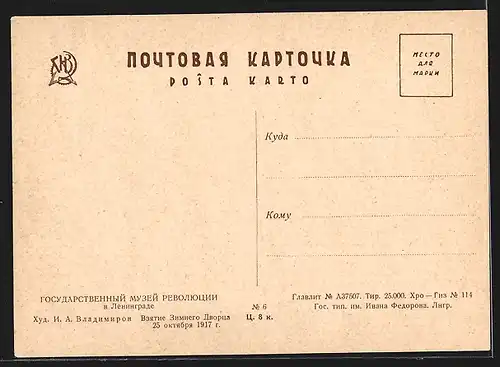 ПОЧТОВАЯ КАРТОЧКА
POŜTA KARTO
МЕСТО
ДЛЯ
МАРКИ
Куда
Кому
ГОСУДАРСТВЕННЫЙ МУЗЕЙ РЕВОЛЮЦИИ
в Ленинграде
№ 6
Худ. И. А. Владимиров Взятие Зимнего Дворца Ц. 8 к.
25 октября 1917 г.
Главлит № А37607. Тир. 25.000. Хро—Гиз № 114
Гос. тип. им. Ивана Федорова. Лнгр.